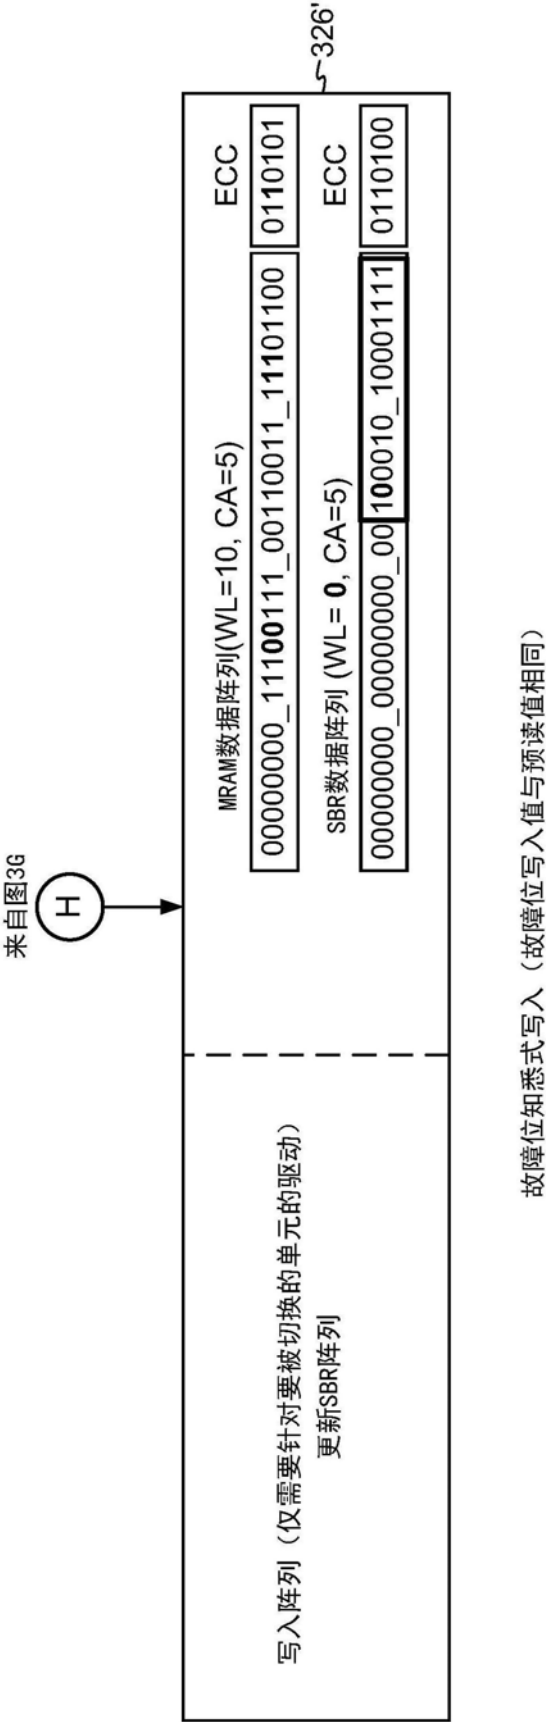 来自图3G
H
326'
写入阵列（仅需要针对要被切换的单元的驱动）
更新SBR阵列
MRAM数据阵列(WL=10, CA=5)
ECC
00000000_11100111_00110011_11101100
0110101
SBR数据阵列 (WL= 0, CA=5)
ECC
00000000_00000000_00100010_10001111
0110100
故障位知悉式写入（故障位写入值与预读值相同）